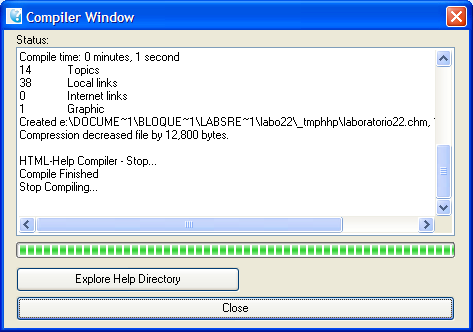 Compiler Window
Status:
Compile time: 0 minutes, 1 second
14 Topics
38 Local links
0 Internet links
1 Graphic
Created e:\DOCUME~1\BLOQUE~1\LABSRE~1\labo22\_tmphhp\laboratorio22.chm,
Compression decreased file by 12,800 bytes.
HTML-Help Compiler - Stop...
Compile Finished
Stop Compiling...
Explore Help Directory
Close